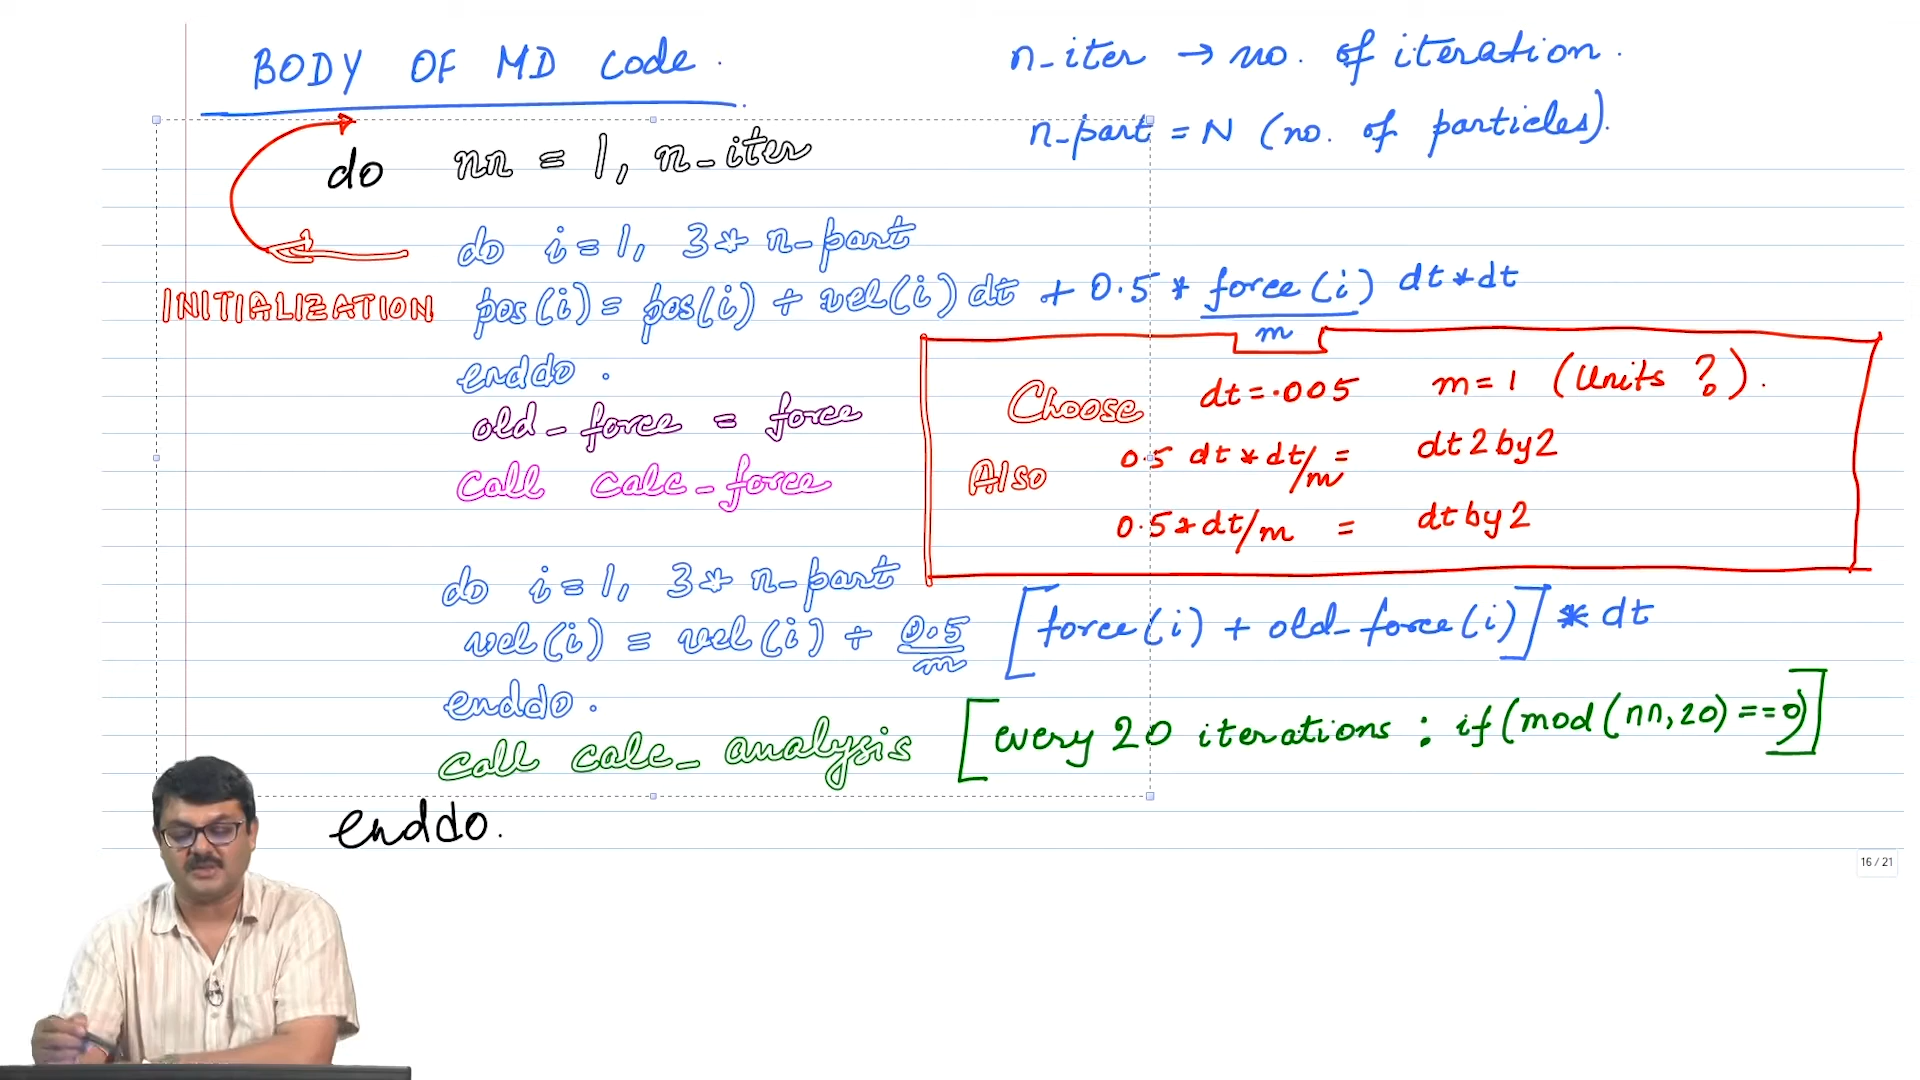 BODY OF MD Code.
n-iter → no. of iteration.
n-part = N (no. of particles).
do nn = 1, n-iter
do i=1, 3* n-part
INITIALIZATION
pos(i)= pos(i) + vel(i) dt + 0.5 * force(i) dt*dt
m
enddo.
old-force = force
call calc-force
Choose dt=.005 m=1 (Units ?).
Also 0.5 dt*dt/m = dt2by2
0.5*dt/m = dtby2
do i=1, 3* n-part
vel(i) = vel(i) + 0.5 [force(i) + old-force(i)] * dt
m
enddo.
call calc_analysis [every 20 iterations : if(mod(nn,20)==0)]
enddo.
16 / 21